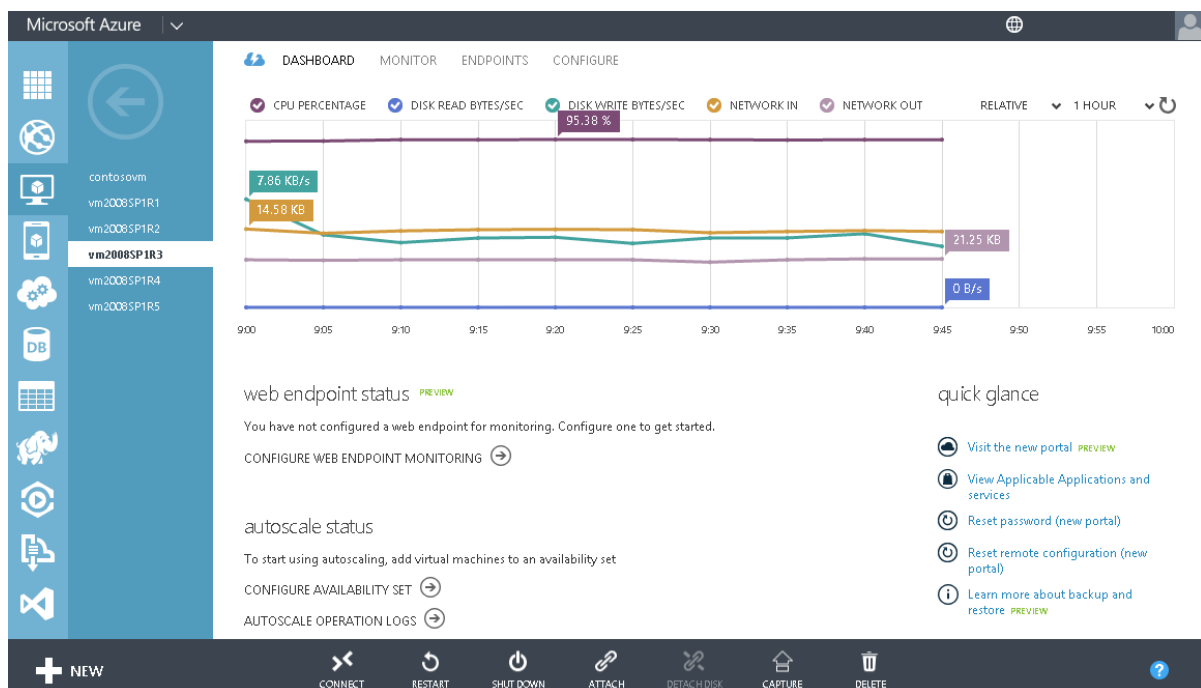 Microsoft Azure
DASHBOARD MONITOR ENDPOINTS CONFIGURE
CPU PERCENTAGE DISK READ BYTES/SEC DISK WRITE BYTES/SEC NETWORK IN NETWORK OUT RELATIVE 1 HOUR
95.38 %
contosovm
vm2008SP1R1
vm2008SP1R2
vm2008SP1R3
vm2008SP1R4
vm2008SP1R5
7.86 KB/s
14.58 KB
21.25 KB
0 B/s
9:00 9:05 9:10 9:15 9:20 9:25 9:30 9:35 9:40 9:45 9:50 9:55 10:00
DB
web endpoint status PREVIEW
You have not configured a web endpoint for monitoring. Configure one to get started.
CONFIGURE WEB ENDPOINT MONITORING
autoscale status
To start using autoscaling, add virtual machines to an availability set
CONFIGURE AVAILABILITY SET
AUTOSCALE OPERATION LOGS
quick glance
Visit the new portal PREVIEW
View Applicable Applications and
services
Reset password (new portal)
Reset remote configuration (new
portal)
Learn more about backup and
restore PREVIEW
NEW
CONNECT RESTART SHUT DOWN ATTACH DETACH DISK CAPTURE DELETE
?